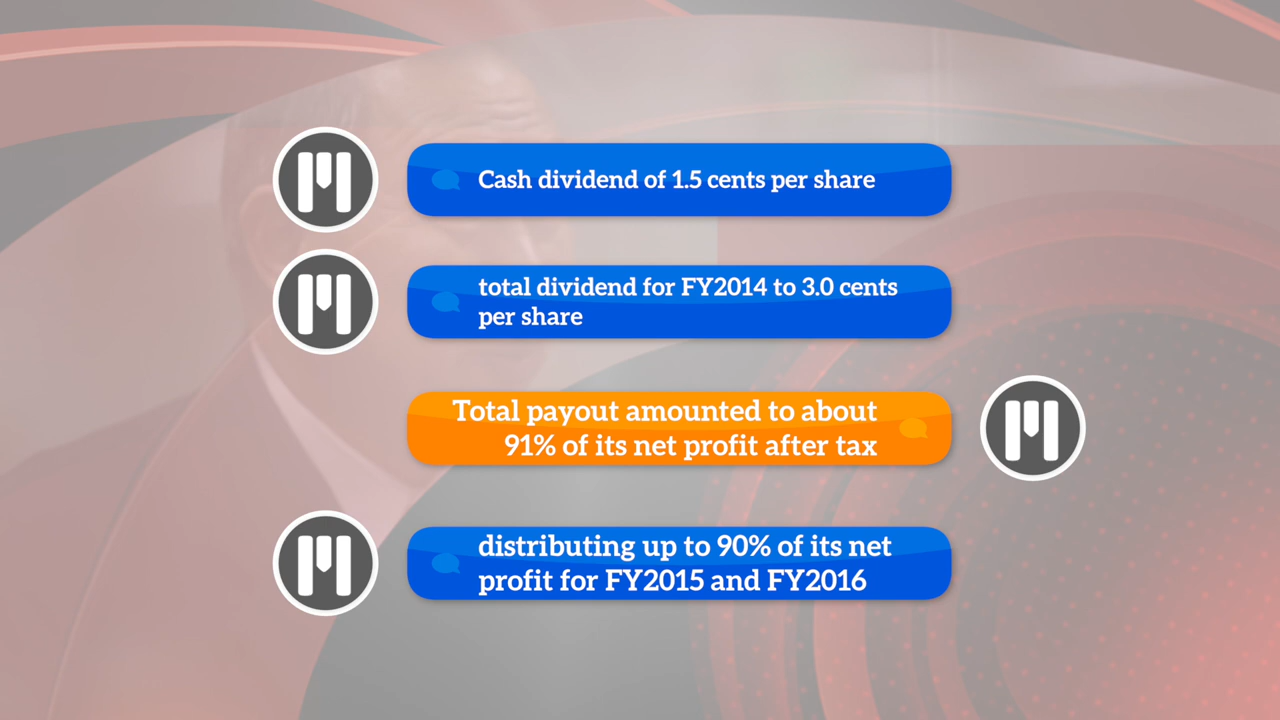 Cash dividend of 1.5 cents per share
total dividend for FY2014 to 3.0 cents
per share
Total payout amounted to about
91% of its net profit after tax
distributing up to 90% of its net
profit for FY2015 and FY2016